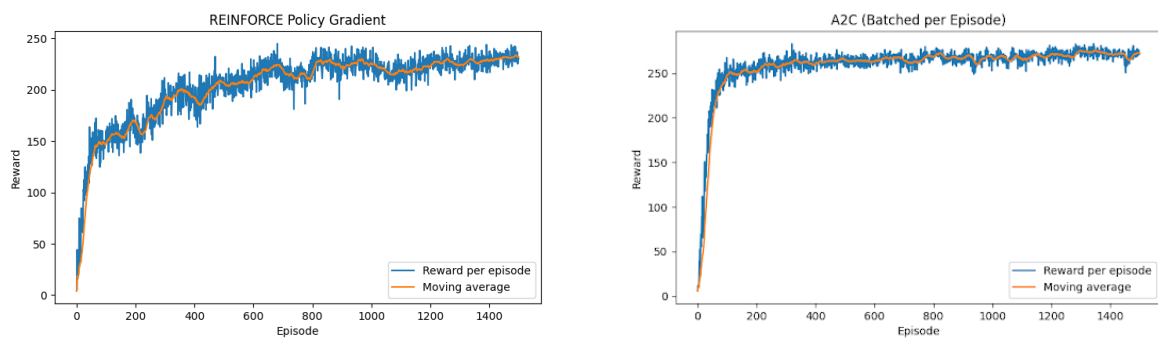 REINFORCE Policy Gradient
250
200
150
100
50
0
Reward
0
200
400
600
800
1000
1200
1400
Episode
Reward per episode
Moving average
A2C (Batched per Episode)
250
200
150
100
50
0
Reward
0
200
400
600
800
1000
1200
1400
Episode
Reward per episode
Moving average